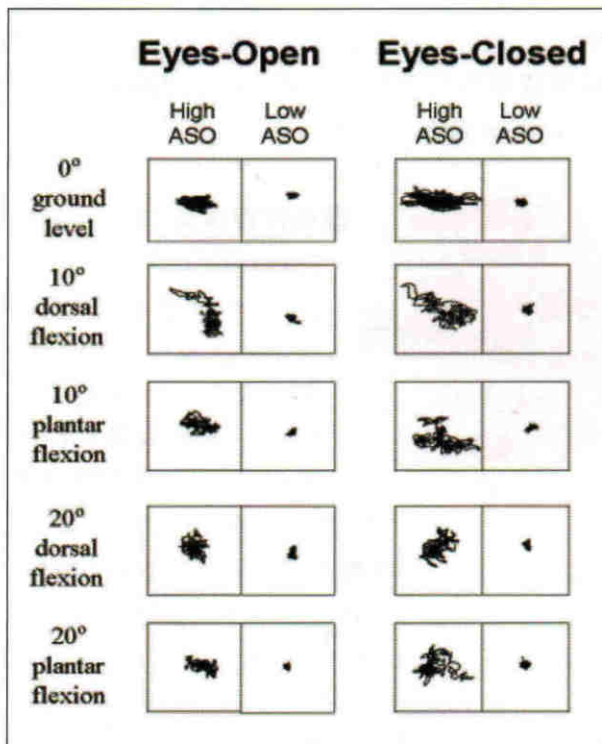 Eyes-Open Eyes-Closed
High Low High Low
ASO ASO ASO ASO
0°
ground
level
10°
dorsal
flexion
10°
plantar
flexion
20°
dorsal
flexion
20°
plantar
flexion